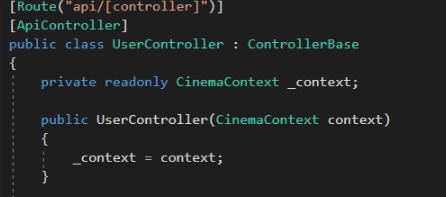 [Route("api/[controller]")]
[ApiController]
public class UserController : ControllerBase
{
    private readonly CinemaContext _context;

    public UserController(CinemaContext context)
    {
        _context = context;
    }